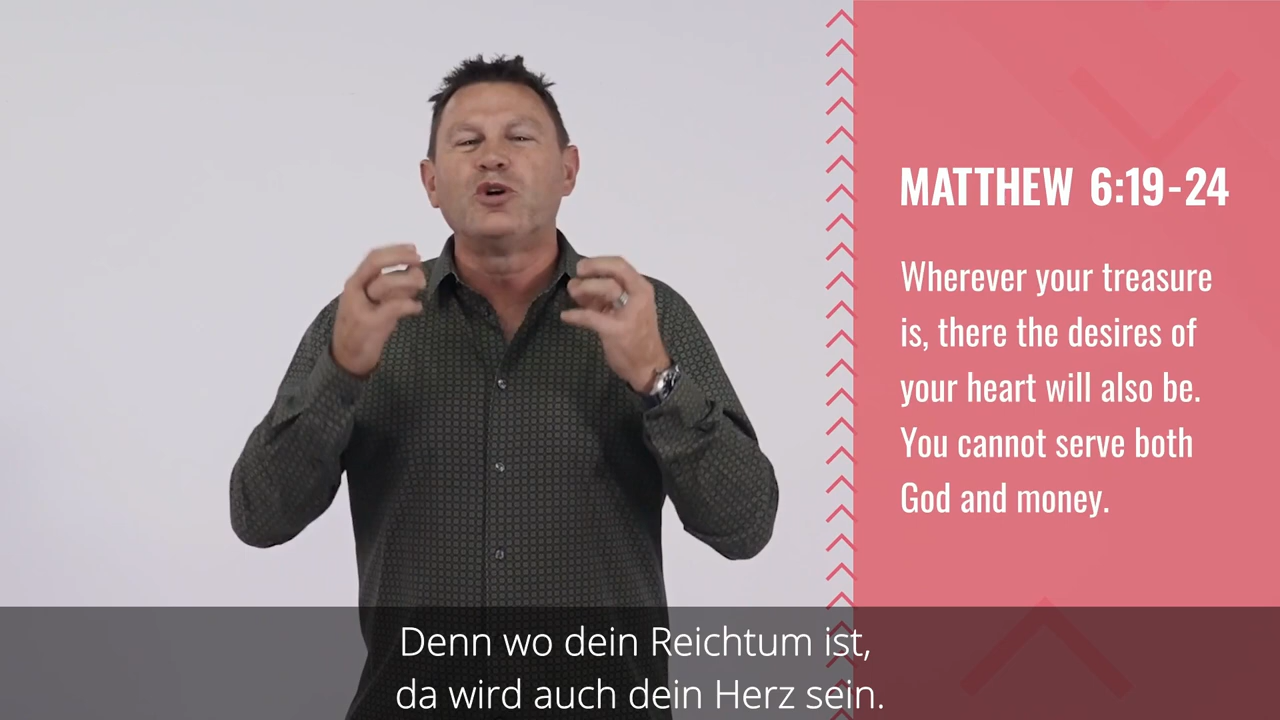 MATTHEW 6:19-24
Wherever your treasure
is, there the desires of
your heart will also be.
You cannot serve both
God and money.
Denn wo dein Reichtum ist,
da wird auch dein Herz sein.